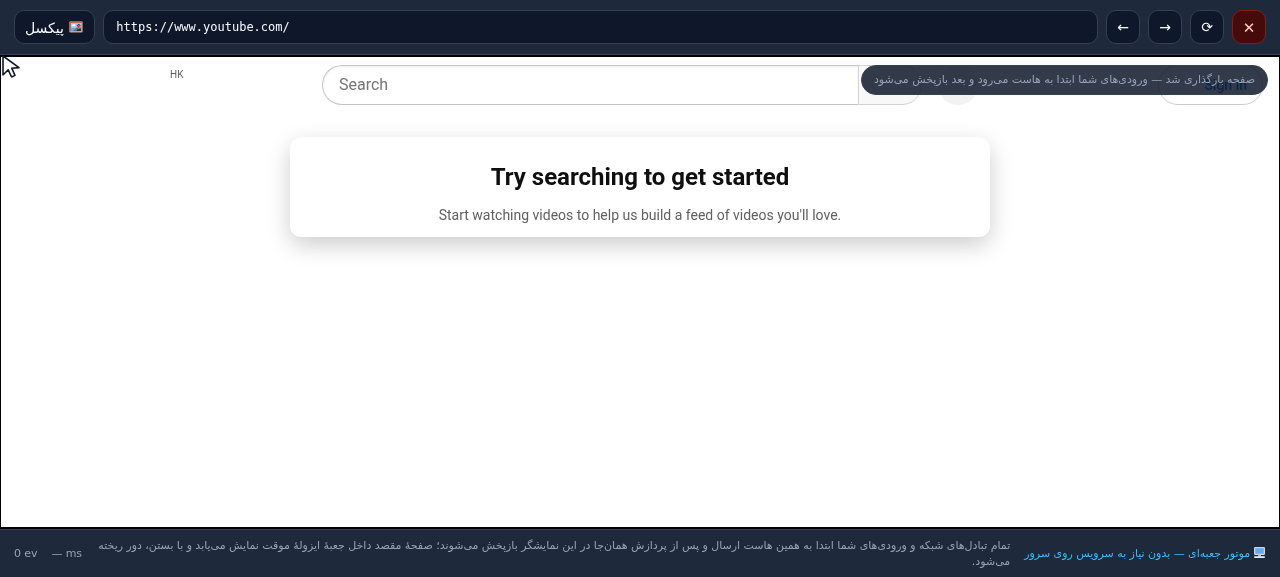 پیکسل
https://www.youtube.com/
←
→
⟳
✕
HK
Search
صفحه بارگذاری شد — ورودی‌های شما ابتدا به هاست می‌رود و بعد بازپخش می‌شود
Sign in
Try searching to get started
Start watching videos to help us build a feed of videos you'll love.
موتور جعبه‌ای — بدون نیاز به سرویس روی سرور
تمام تبادل‌های شبکه و ورودی‌های شما ابتدا به همین هاست ارسال و پس از پردازش همان‌جا در این نمایشگر بازپخش می‌شوند؛ صفحهٔ مقصد داخل جعبهٔ ایزولهٔ موقت نمایش می‌یابد و با بستن، دور ریخته
می‌شود.
— ms
0 ev